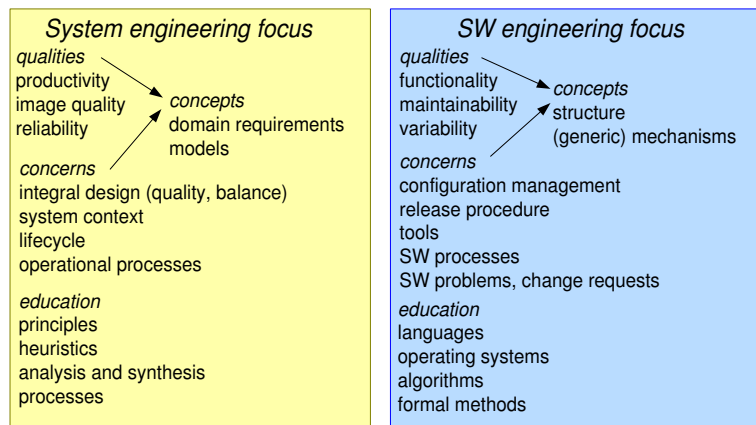 System engineering focus
qualities
productivity
image quality
reliability
concepts
domain requirements
models
concerns
integral design (quality, balance)
system context
lifecycle
operational processes
education
principles
heuristics
analysis and synthesis
processes
SW engineering focus
qualities
functionality
maintainability
variability
concepts
structure
(generic) mechanisms
concerns
configuration management
release procedure
tools
SW processes
SW problems, change requests
education
languages
operating systems
algorithms
formal methods